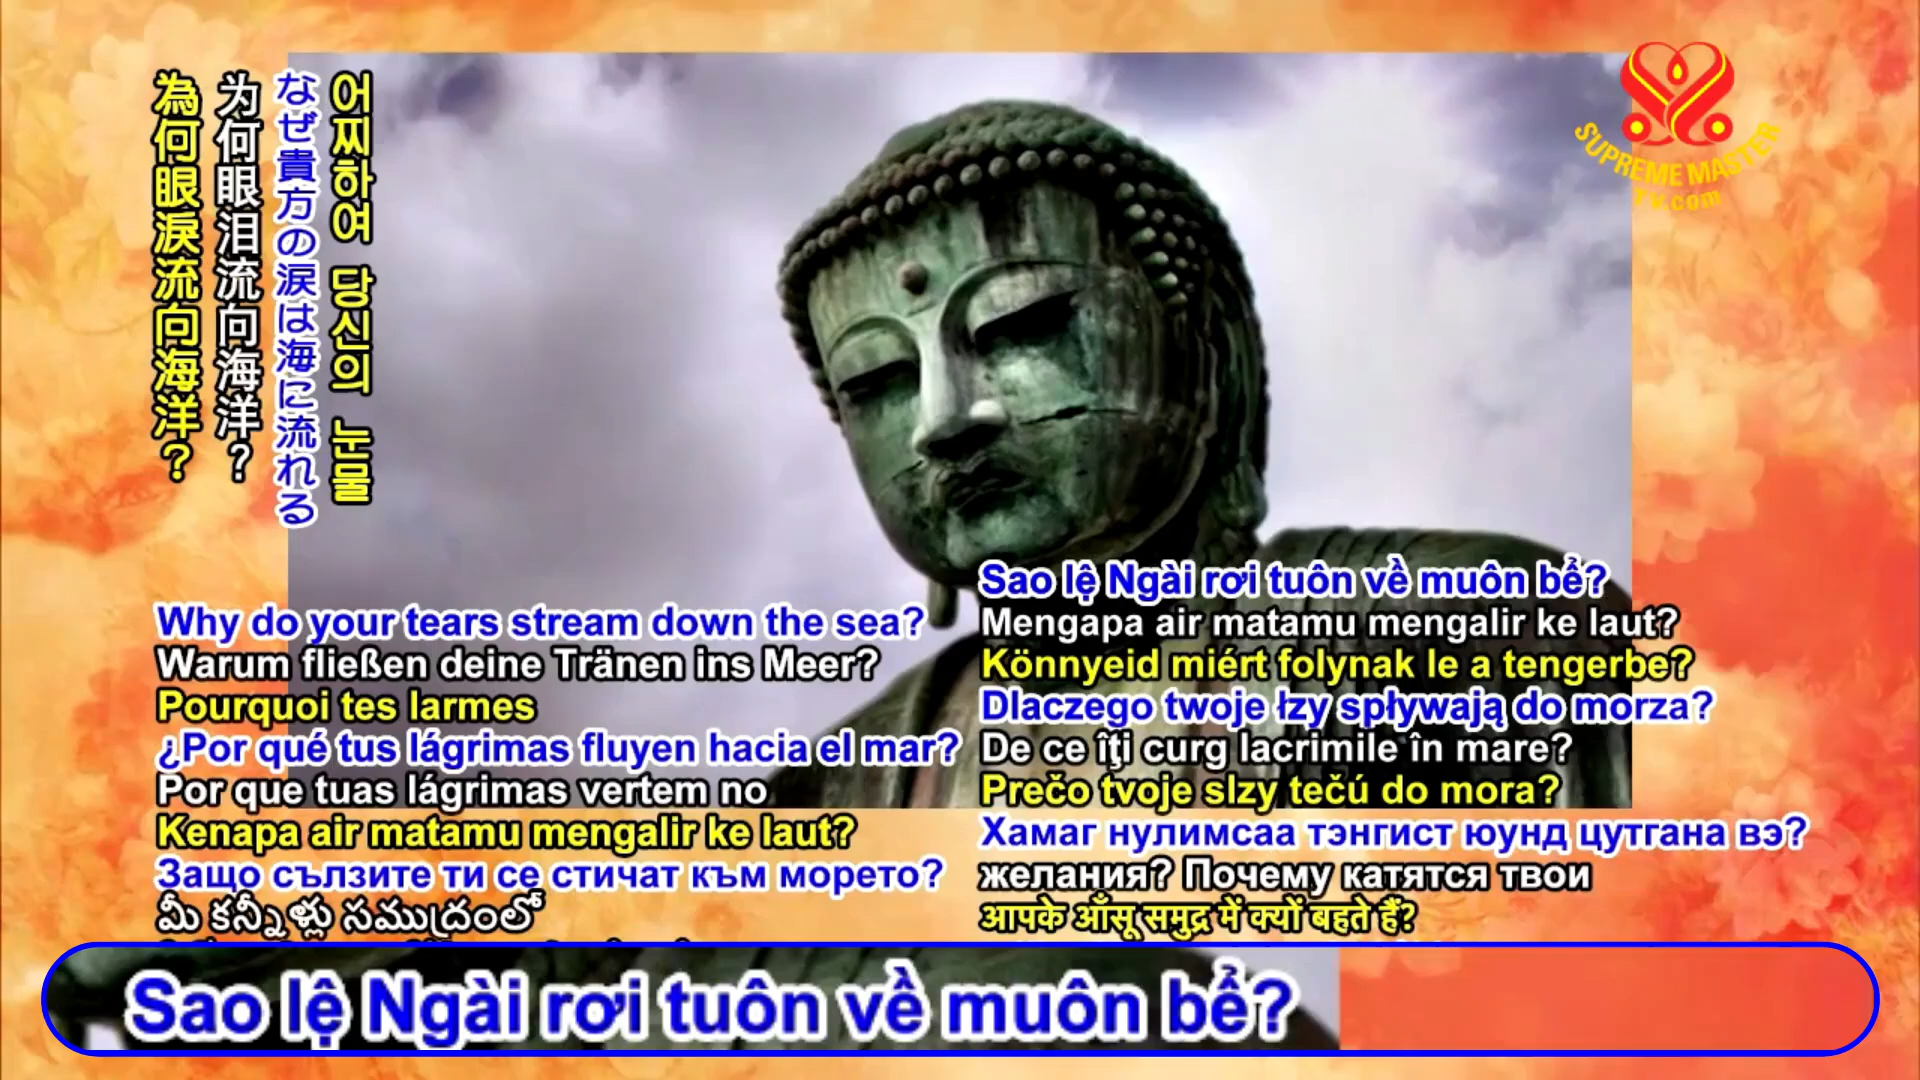 為何眼淚流向海洋？
为何眼泪流向海洋？
なぜ貴方の涙は海に流れる
어찌하여 당신의 눈물
SUPREME MASTER
TV.com
Why do your tears stream down the sea?
Warum fließen deine Tränen ins Meer?
Pourquoi tes larmes
¿Por qué tus lágrimas fluyen hacia el mar?
Por que tuas lágrimas vertem no
Kenapa air matamu mengalir ke laut?
Защо сълзите ти се стичат към морето?
మీ కన్నీళ్లు సముద్రంలో
Sao lệ Ngài rơi tuôn về muôn bể?
Mengapa air matamu mengalir ke laut?
Könnyeid miért folynak le a tengerbe?
Dlaczego twoje łzy spływają do morza?
De ce îţi curg lacrimile în mare?
Prečo tvoje slzy tečú do mora?
Хамаг нулимсаа тэнгист юунд цутгана вэ?
желания? Почему катятся твои
आपके आँसू समुद्र में क्यों बहते हैं?
Sao lệ Ngài rơi tuôn về muôn bể?